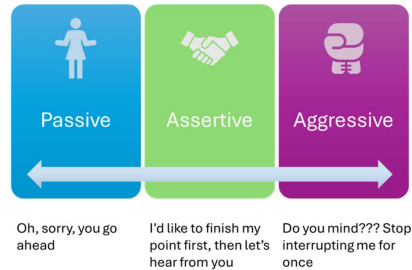 Passive
Assertive
Aggressive
Oh, sorry, you go
ahead
I'd like to finish my
point first, then let's
hear from you
Do you mind??? Stop
interrupting me for
once